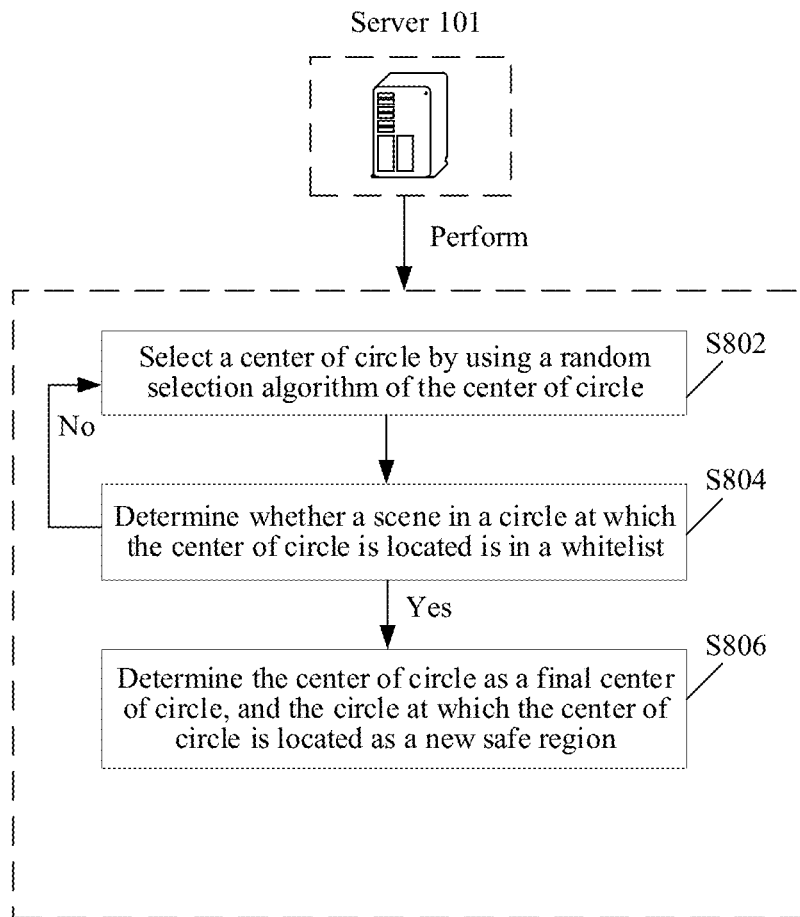 Server 101
Perform
Select a center of circle by using a random
selection algorithm of the center of circle
S802
No
Determine whether a scene in a circle at which
the center of circle is located is in a whitelist
S804
Yes
Determine the center of circle as a final center
of circle, and the circle at which the center of
circle is located as a new safe region
S806